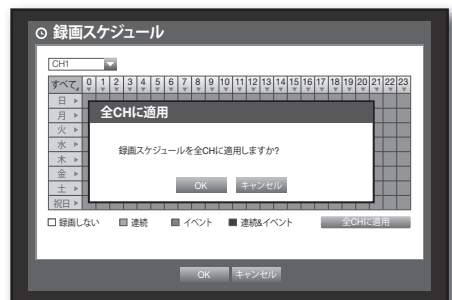 録画スケジュール
CH1
すべて 0 1 2 3 4 5 6 7 8 9 10 11 12 13 14 15 16 17 18 19 20 21 22 23
日
月
火
水
木
金
土
祝日
全CHに適用
録画スケジュールを全CHに適用しますか?
OK キャンセル
録画しない 連続 イベント 連続&イベント 全CHに適用
OK キャンセル